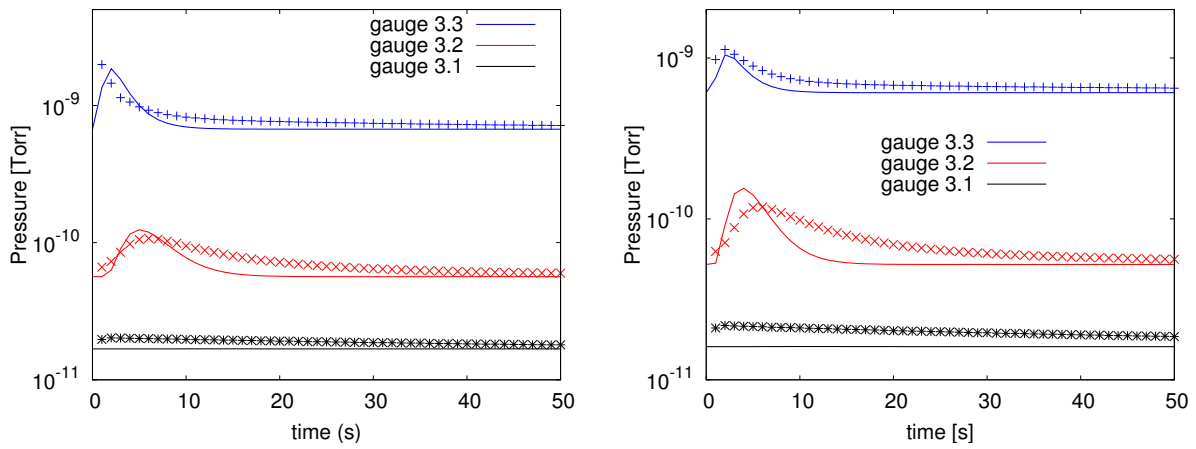 gauge 3.3
gauge 3.2
gauge 3.1
Pressure [Torr]
10-9
10-10
10-11
0 10 20 30 40 50
time (s)
gauge 3.3
gauge 3.2
gauge 3.1
Pressure [Torr]
10-9
10-10
10-11
0 10 20 30 40 50
time [s]